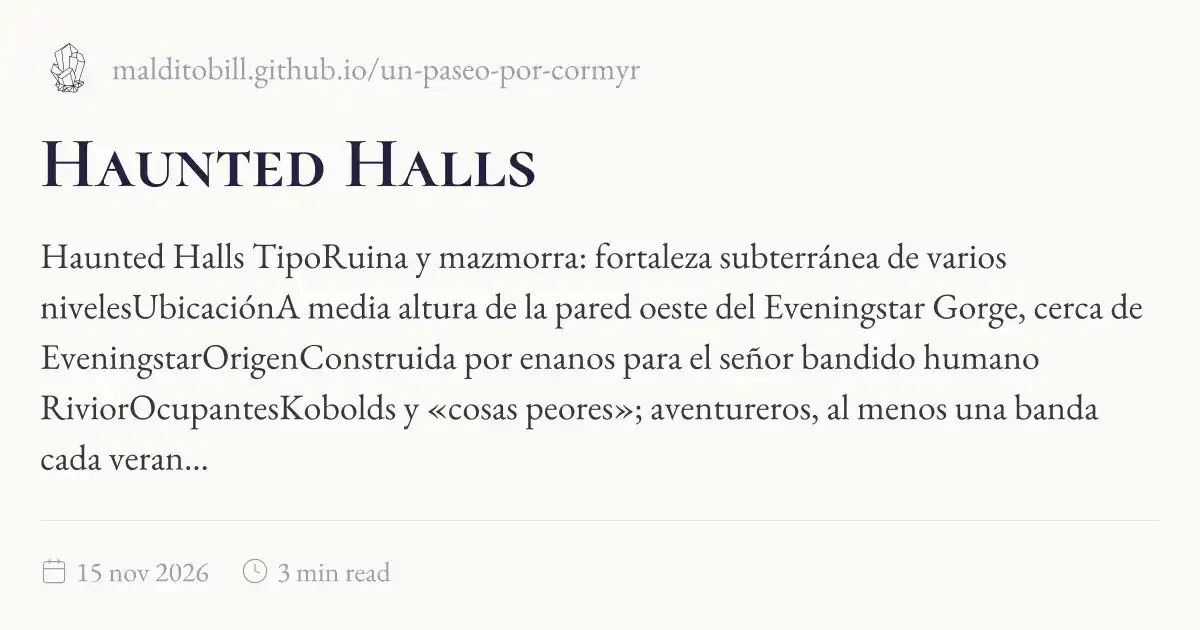 malditobill.github.io/un-paseo-por-cormyr
Haunted Halls
Haunted Halls TipoRuina y mazmorra: fortaleza subterránea de varios
nivelesUbicaciónA media altura de la pared oeste del Eveningstar Gorge, cerca de
EveningstarOrigenConstruida por enanos para el señor bandido humano
RiviorOcupantesKobolds y «cosas peores»; aventureros, al menos una banda
cada veran...
15 nov 2026 3 min read